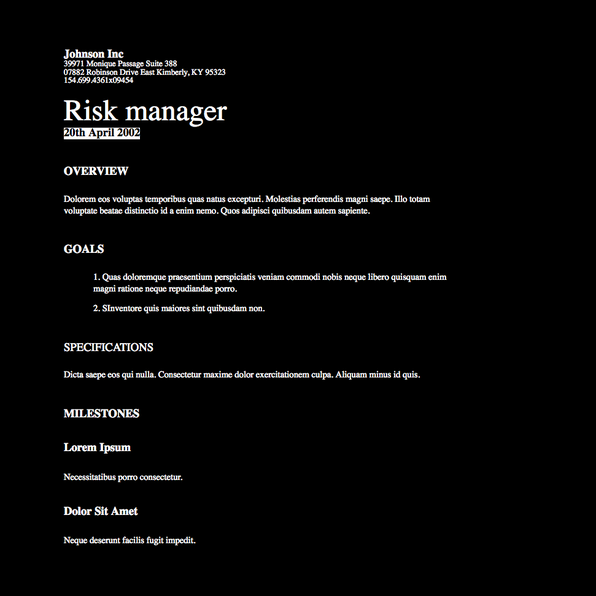 Johnson Inc
39971 Monique Passage Suite 388
07882 Robinson Drive East Kimberly, KY 95323
154.699.4361x09454
Risk manager
20th April 2002
OVERVIEW
Dolorem eos voluptas temporibus quas natus excepturi. Molestias perferendis magni saepe. Illo totam
voluptate beatae distinctio id a enim nemo. Quos adipisci quibusdam autem sapiente.
GOALS
1. Quas doloremque praesentium perspiciatis veniam commodi nobis neque libero quisquam enim
magni ratione neque repudiandae porro.
2. SInventore quis maiores sint quibusdam non.
SPECIFICATIONS
Dicta saepe eos qui nulla. Consectetur maxime dolor exercitationem culpa. Aliquam minus id quis.
MILESTONES
Lorem Ipsum
Necessitatibus porro consectetur.
Dolor Sit Amet
Neque deserunt facilis fugit impedit.